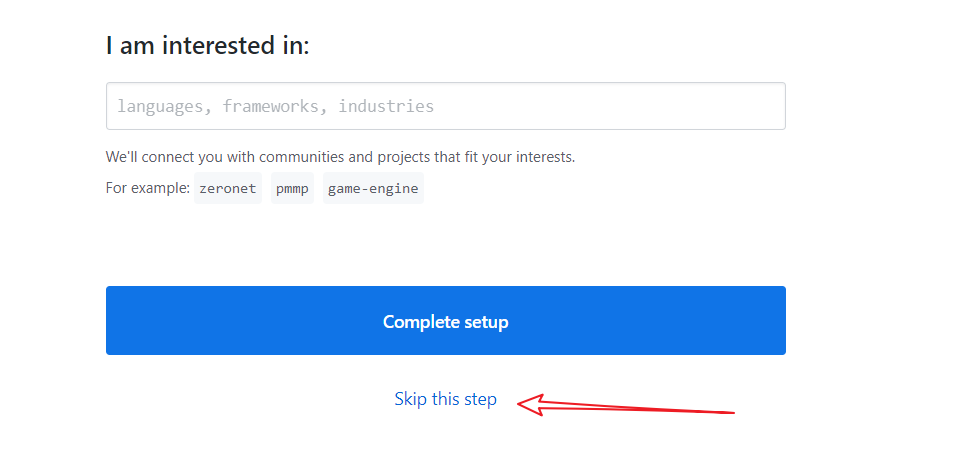 I am interested in:
languages, frameworks, industries
We'll connect you with communities and projects that fit your interests.
For example: zeronet pmmp game-engine
Complete setup
Skip this step